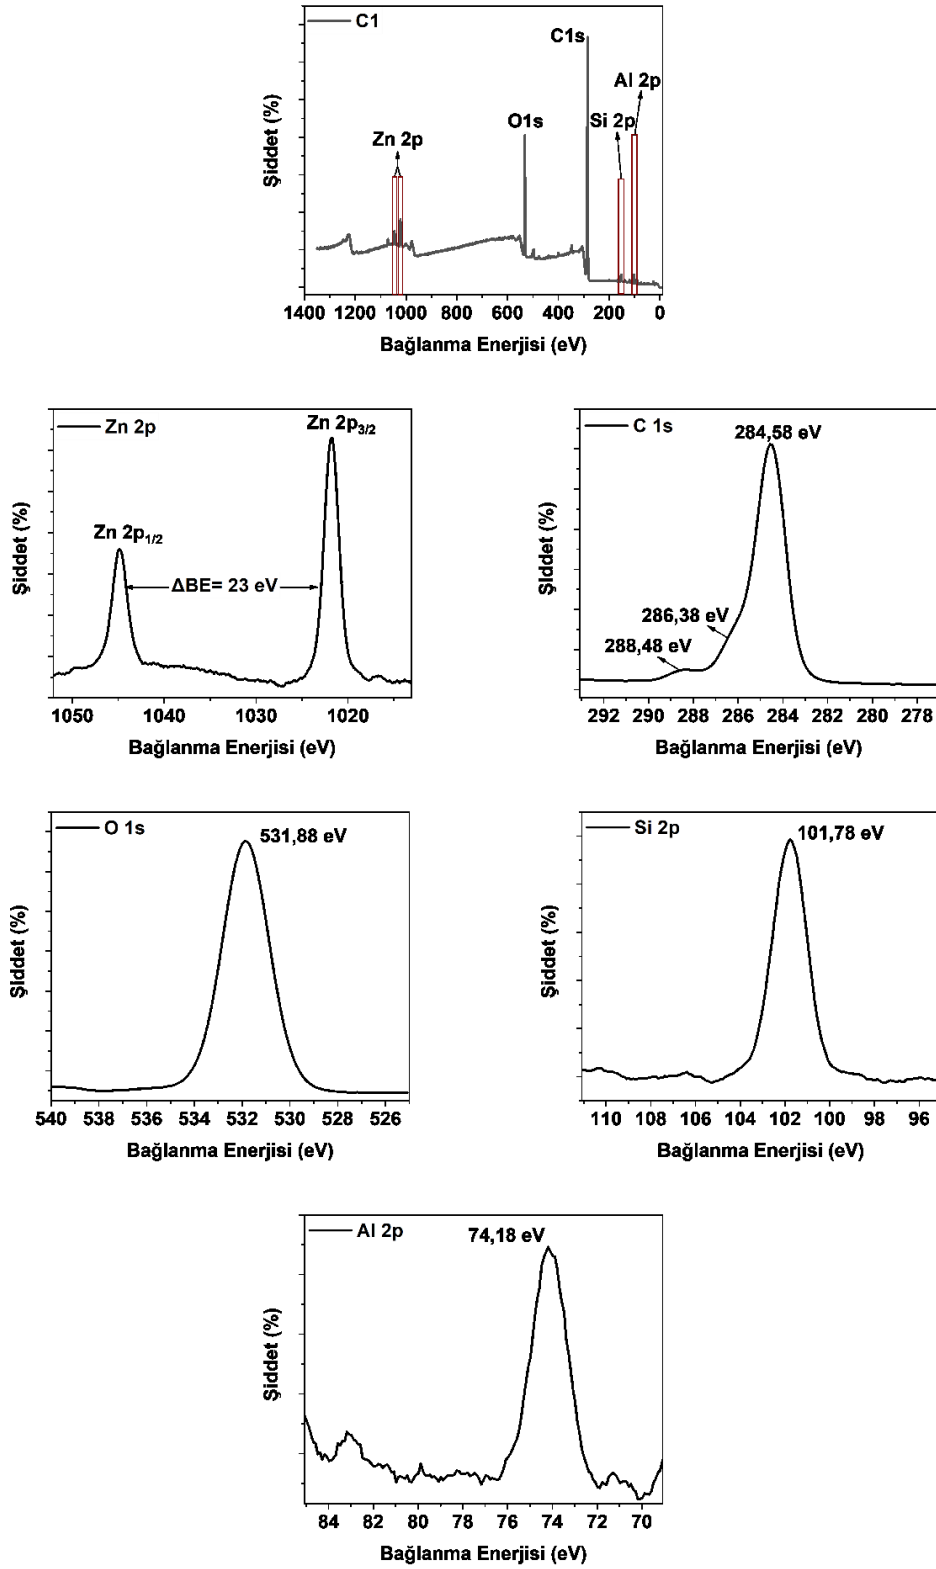 C1
C1s
Al 2p
O1s
Si 2p
Zn 2p
Şiddet (%)
1400 1200 1000 800 600 400 200 0
Bağlanma Enerjisi (eV)
Zn 2p
Zn 2p3/2
Zn 2p1/2
ΔBE= 23 eV
Şiddet (%)
1050 1040 1030 1020
Bağlanma Enerjisi (eV)
C 1s
284,58 eV
286,38 eV
288,48 eV
Şiddet (%)
292 290 288 286 284 282 280 278
Bağlanma Enerjisi (eV)
O 1s
531,88 eV
Şiddet (%)
540 538 536 534 532 530 528 526
Bağlanma Enerjisi (eV)
Si 2p
101,78 eV
Şiddet (%)
110 108 106 104 102 100 98 96
Bağlanma Enerjisi (eV)
Al 2p
74,18 eV
Şiddet (%)
84 82 80 78 76 74 72 70
Bağlanma Enerjisi (eV)